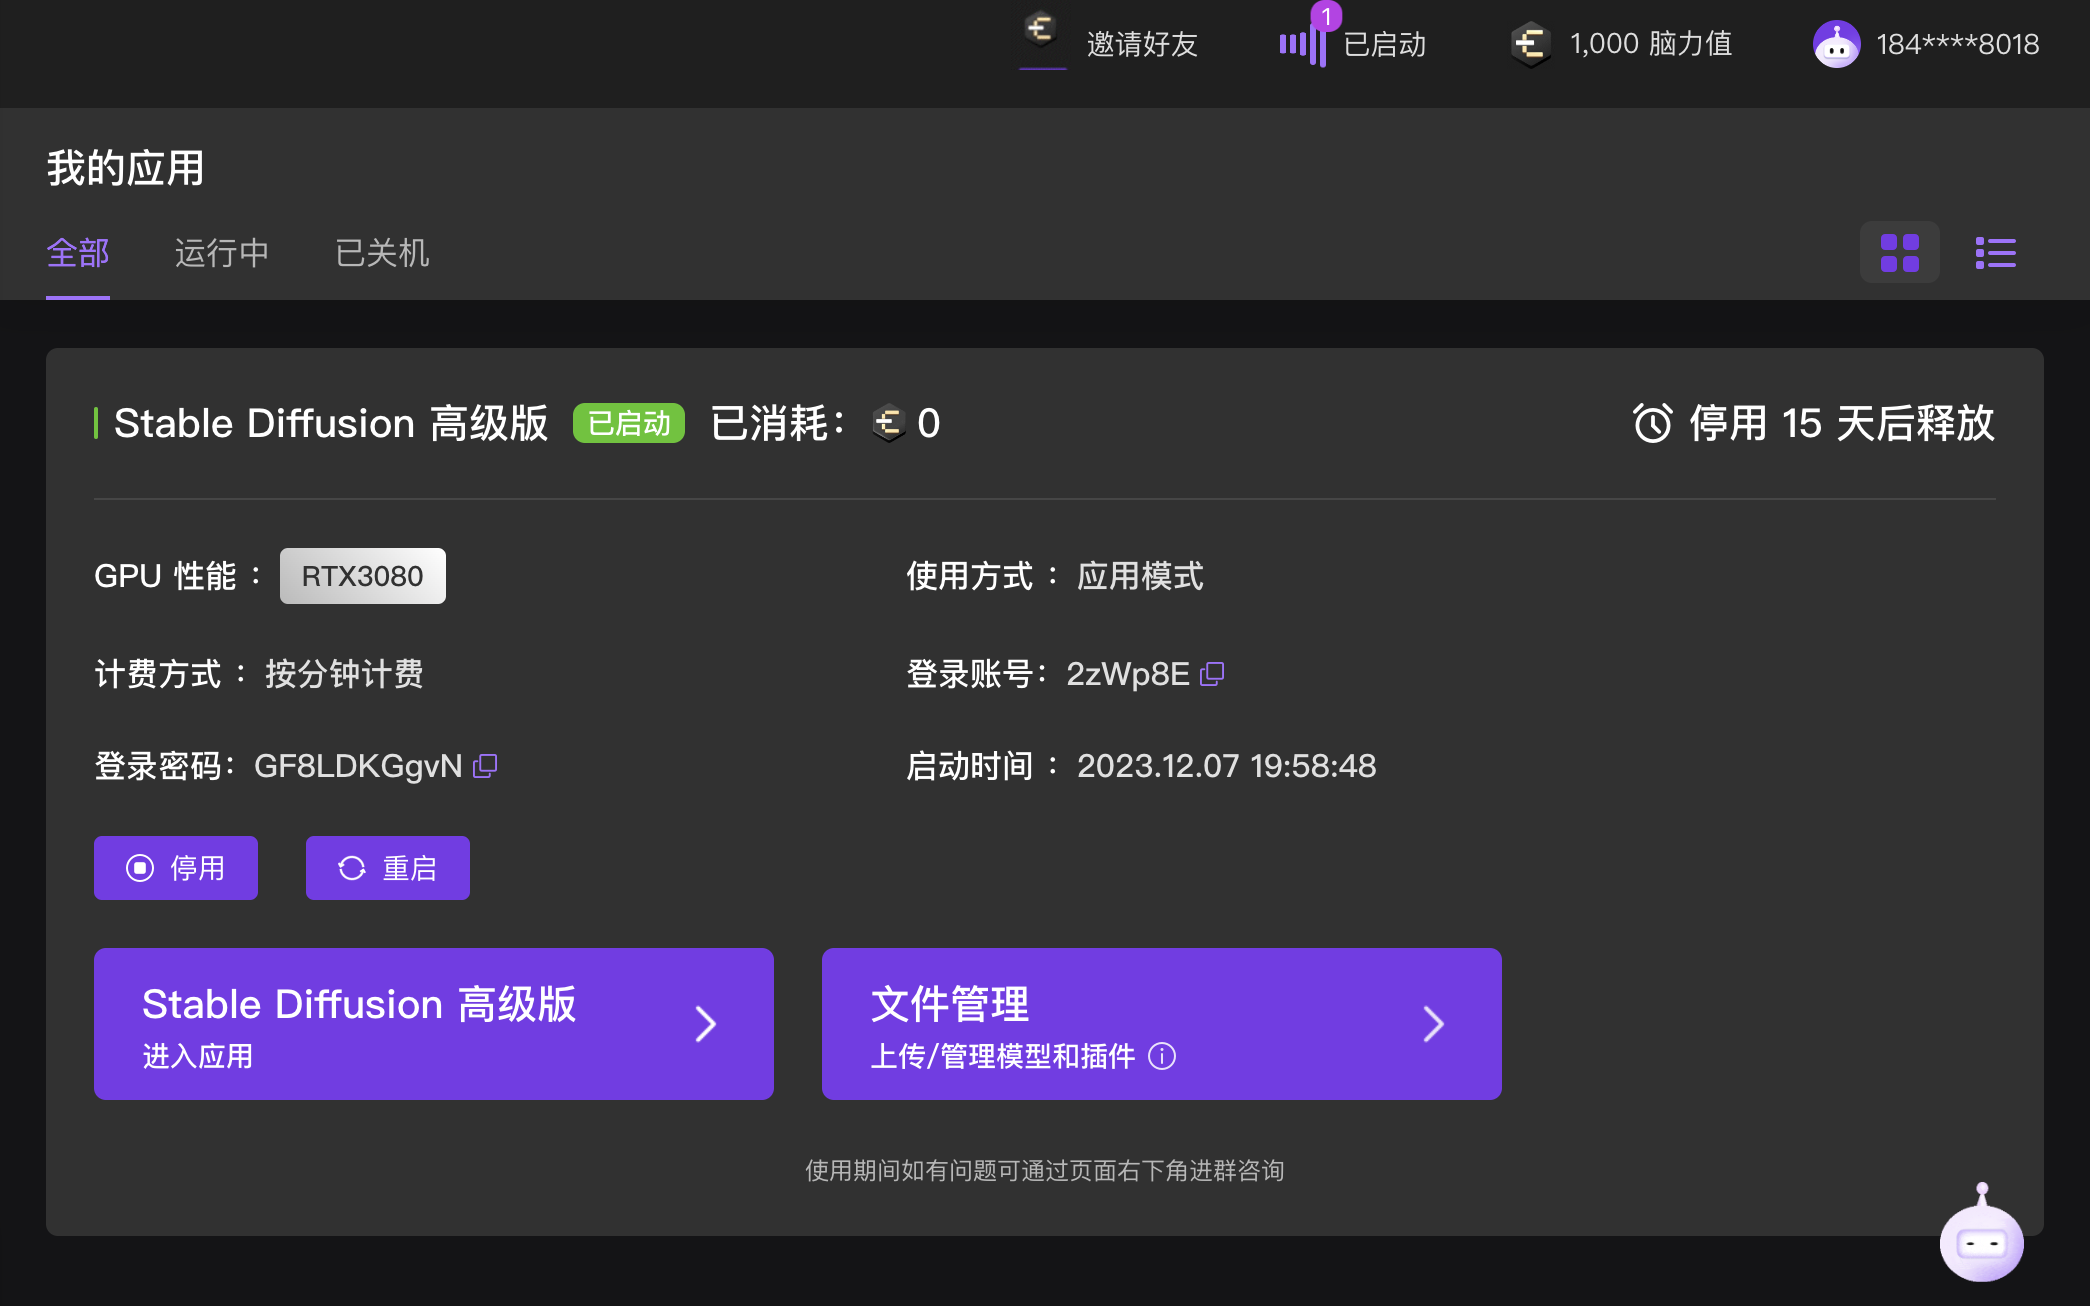 邀请好友
1
已启动
1,000 脑力值
184****8018
我的应用
全部
运行中
已关机
Stable Diffusion 高级版
已启动
已消耗：
0
停用 15 天后释放
GPU 性能 ：
RTX3080
使用方式 ： 应用模式
计费方式 ： 按分钟计费
登录账号： 2zWp8E
登录密码： GF8LDKGgvN
启动时间 ： 2023.12.07 19:58:48
停用
重启
Stable Diffusion 高级版
进入应用
文件管理
上传/管理模型和插件
使用期间如有问题可通过页面右下角进群咨询